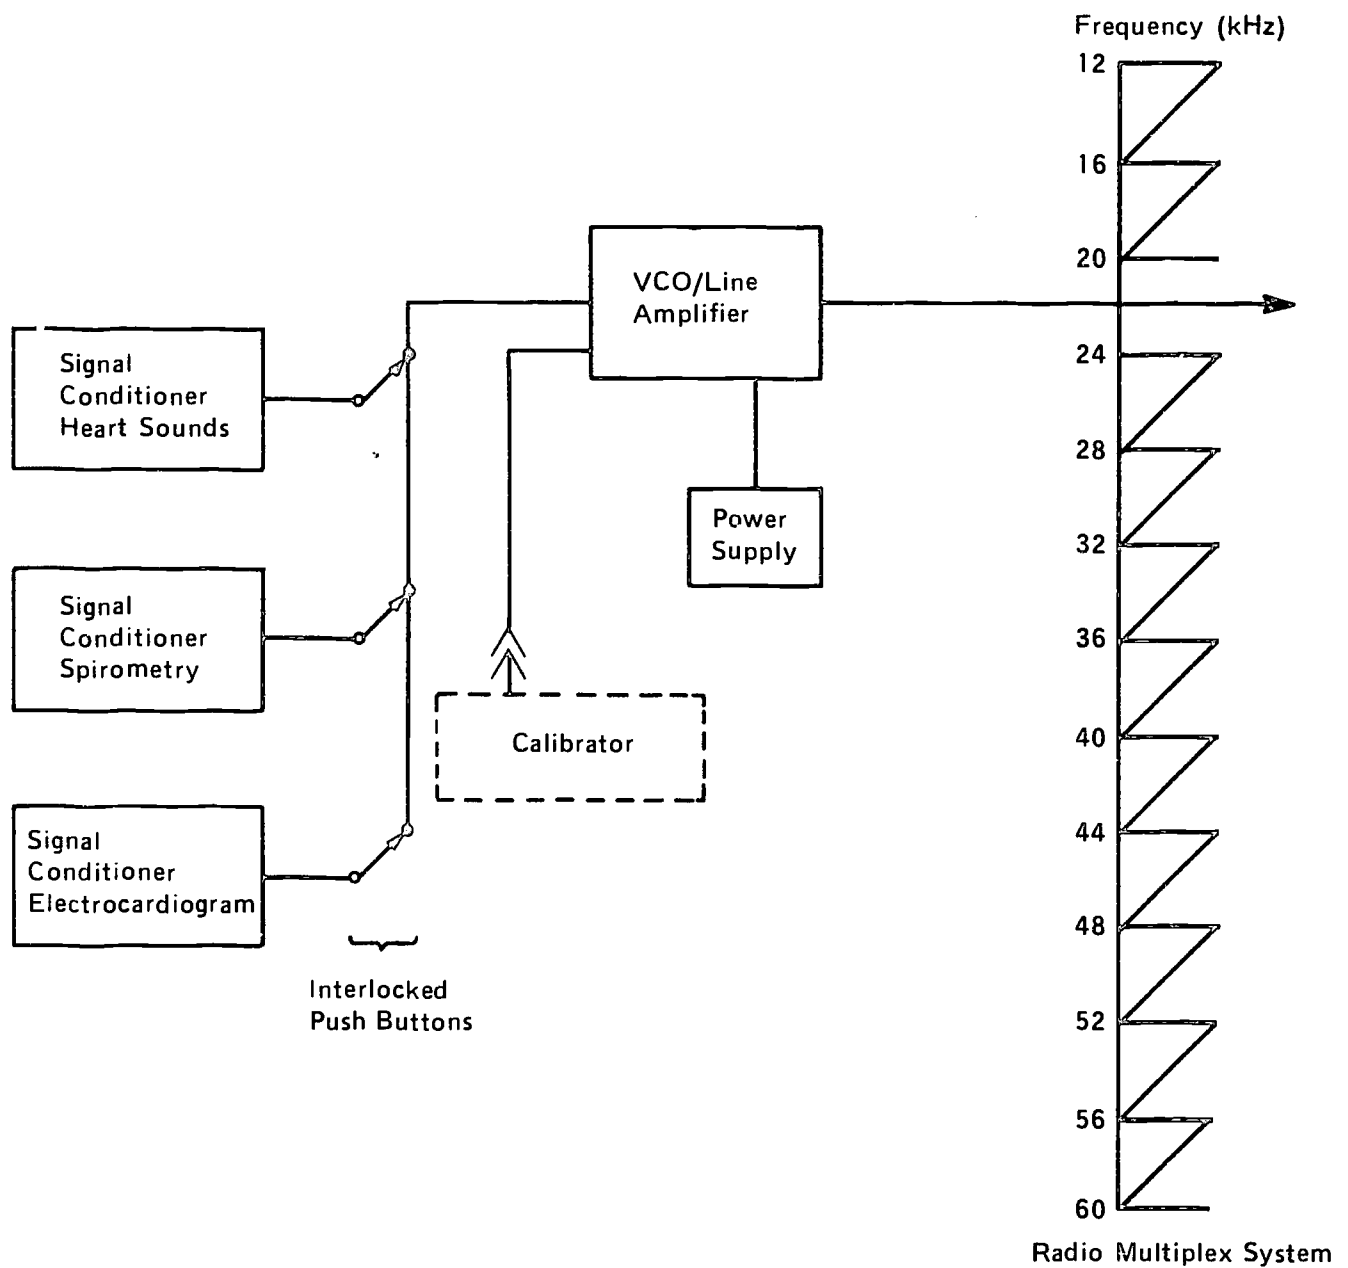 Frequency (kHz)
12
16
20
24
28
32
36
40
44
48
52
56
60
Radio Multiplex System
VCO/Line
Amplifier
Signal
Conditioner
Heart Sounds
Power
Supply
Signal
Conditioner
Spirometry
Calibrator
Signal
Conditioner
Electrocardiogram
Interlocked
Push Buttons